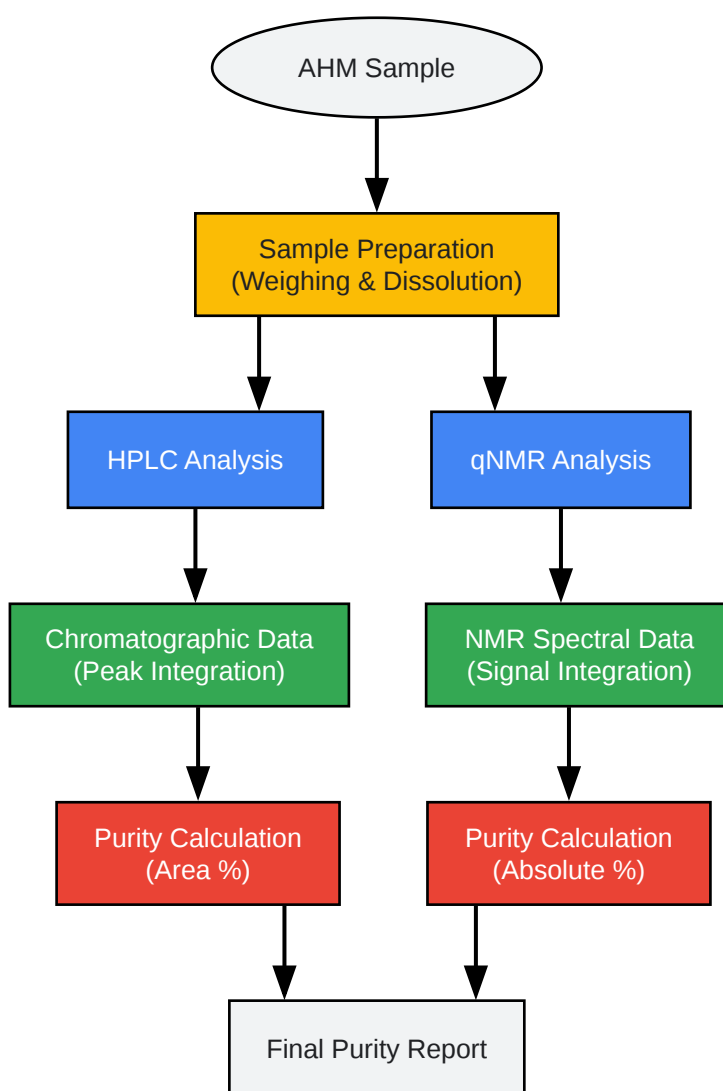 AHM Sample
Sample Preparation
(Weighing & Dissolution)
HPLC Analysis
qNMR Analysis
Chromatographic Data
(Peak Integration)
NMR Spectral Data
(Signal Integration)
Purity Calculation
(Area %)
Purity Calculation
(Absolute %)
Final Purity Report